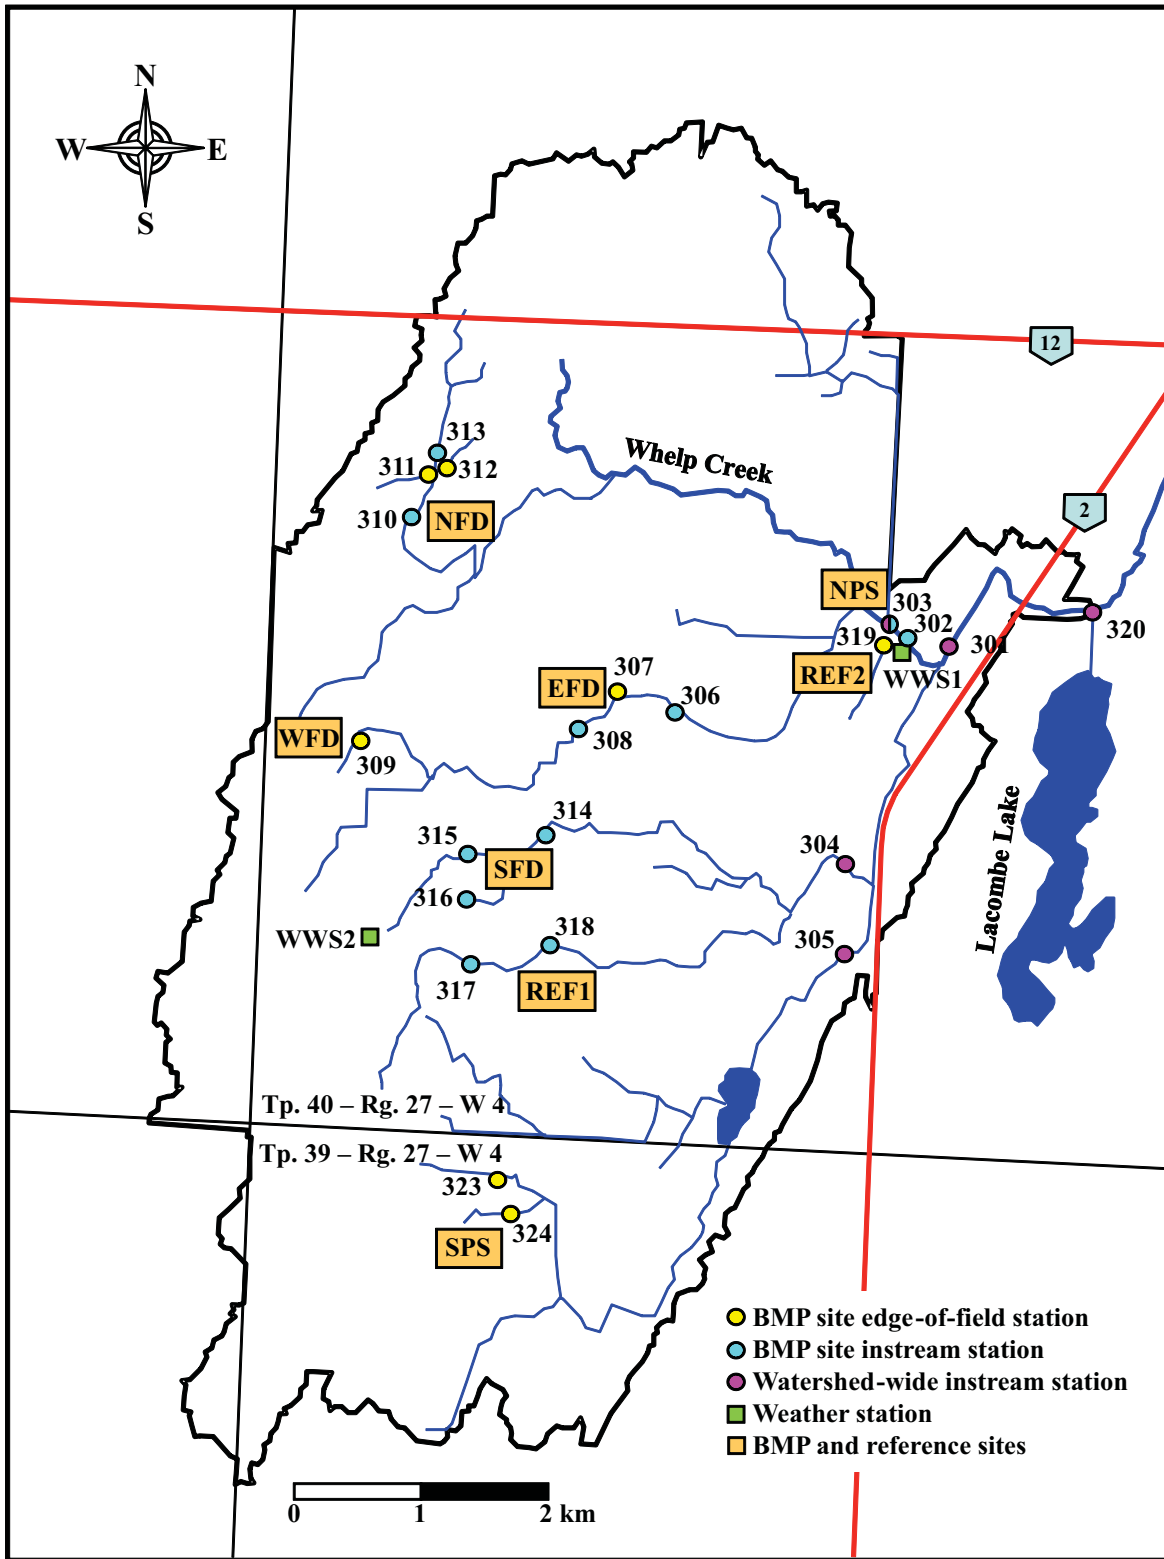 N
W
E
S
12
313
311
312
Whelp Creek
310
NFD
2
NPS
303
302
319
301
320
REF2
WWS1
307
EFD
306
WFD
308
309
Lacombe Lake
314
315
304
SFD
316
WWS2
318
305
317
REF1
Tp. 40 – Rg. 27 – W 4
Tp. 39 – Rg. 27 – W 4
323
324
SPS
BMP site edge-of-field station
BMP site instream station
Watershed-wide instream station
Weather station
BMP and reference sites
0 1 2 km